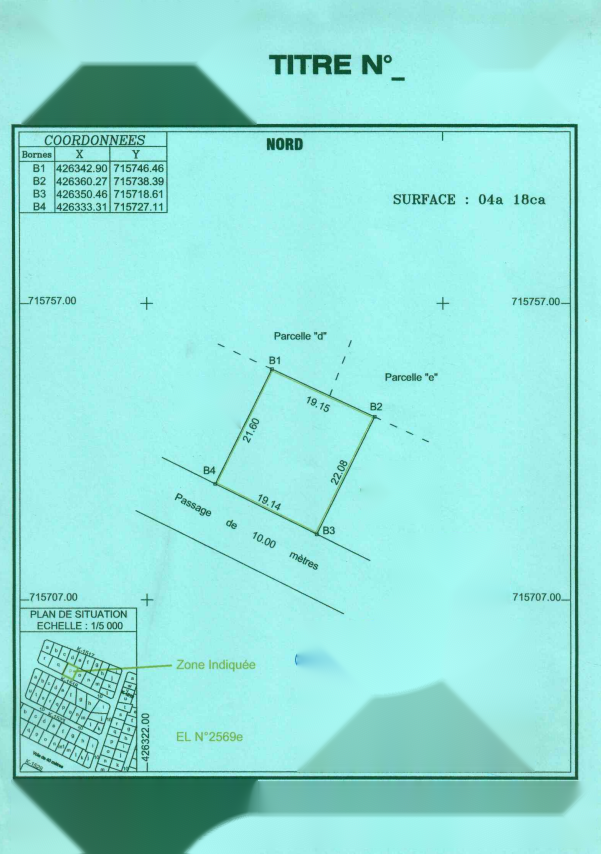 TITRE N°_
COORDONNEES
Bornes X Y
B1 426342.90 715746.46
B2 426360.27 715738.39
B3 426350.46 715718.61
B4 426333.31 715727.11
NORD
SURFACE : 04a 18ca
715757.00
715757.00
Parcelle "d"
B1
Parcelle "e"
19.15
B2
21.60
22.08
B4
19.14
B3
Passage de 10.00 mètres
715707.00
715707.00
PLAN DE SITUATION
ECHELLE : 1/5 000
Zone Indiquée
EL N°2569e
426322.00